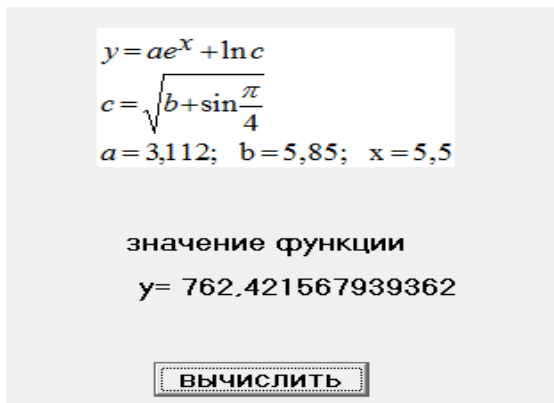 y = ae^x + ln c
c = √(b + sin π/4)
a = 3,112; b = 5,85; x = 5,5
значение функции
y= 762,421567939362
ВЫЧИСЛИТЬ